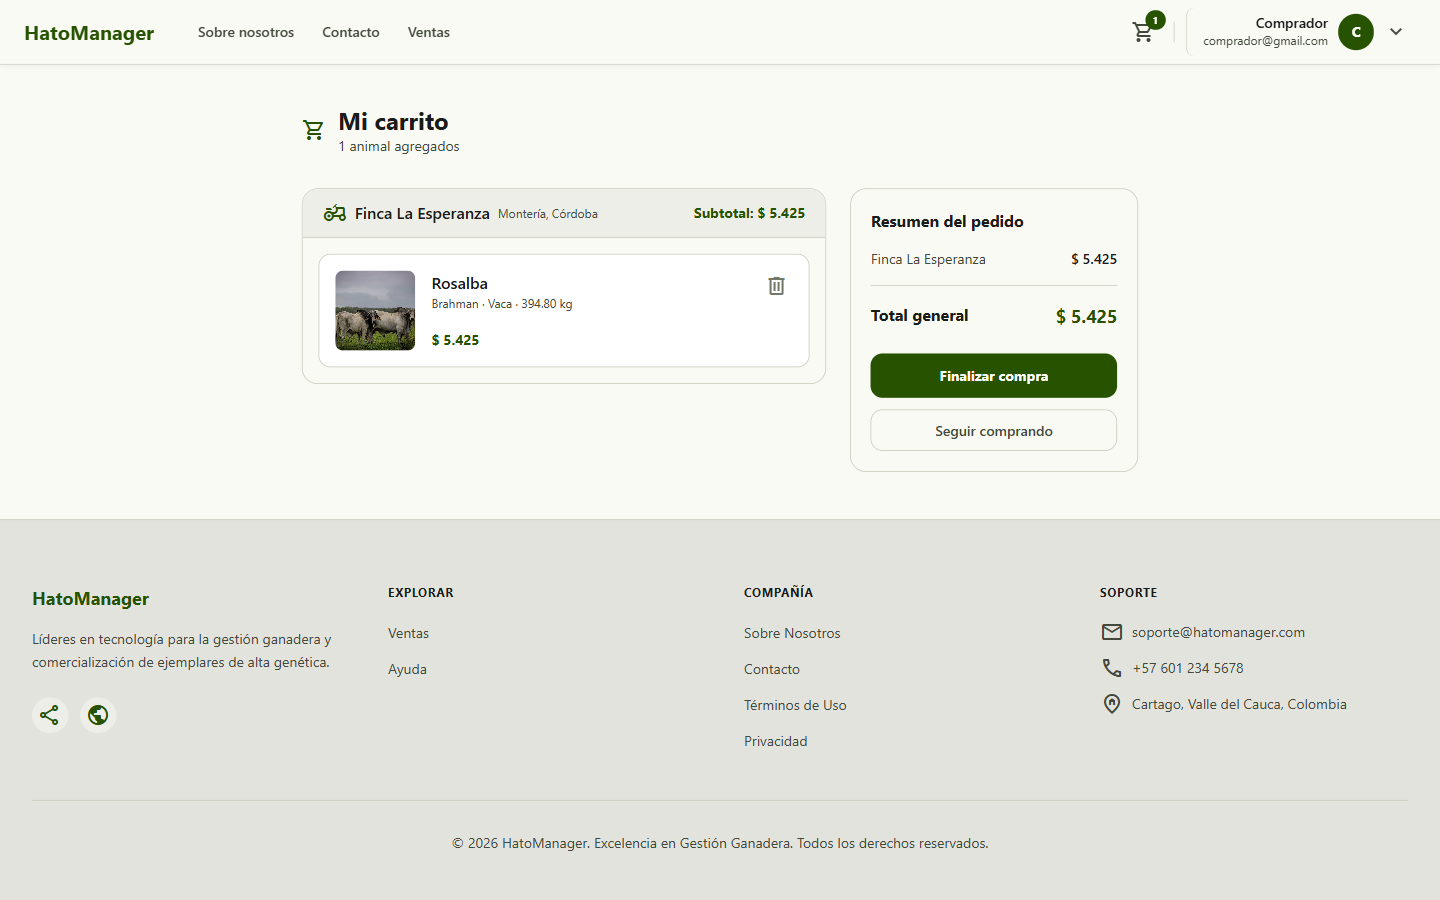 HatoManager
Sobre nosotros
Contacto
Ventas
1
Comprador
comprador@gmail.com
C
Mi carrito
1 animal agregados
Finca La Esperanza Montería, Córdoba
Subtotal: $ 5.425
Rosalba
Brahman · Vaca · 394.80 kg
$ 5.425
Resumen del pedido
Finca La Esperanza $ 5.425
Total general $ 5.425
Finalizar compra
Seguir comprando
HatoManager
Líderes en tecnología para la gestión ganadera y
comercialización de ejemplares de alta genética.
EXPLORAR
Ventas
Ayuda
COMPAÑÍA
Sobre Nosotros
Contacto
Términos de Uso
Privacidad
SOPORTE
soporte@hatomanager.com
+57 601 234 5678
Cartago, Valle del Cauca, Colombia
© 2026 HatoManager. Excelencia en Gestión Ganadera. Todos los derechos reservados.